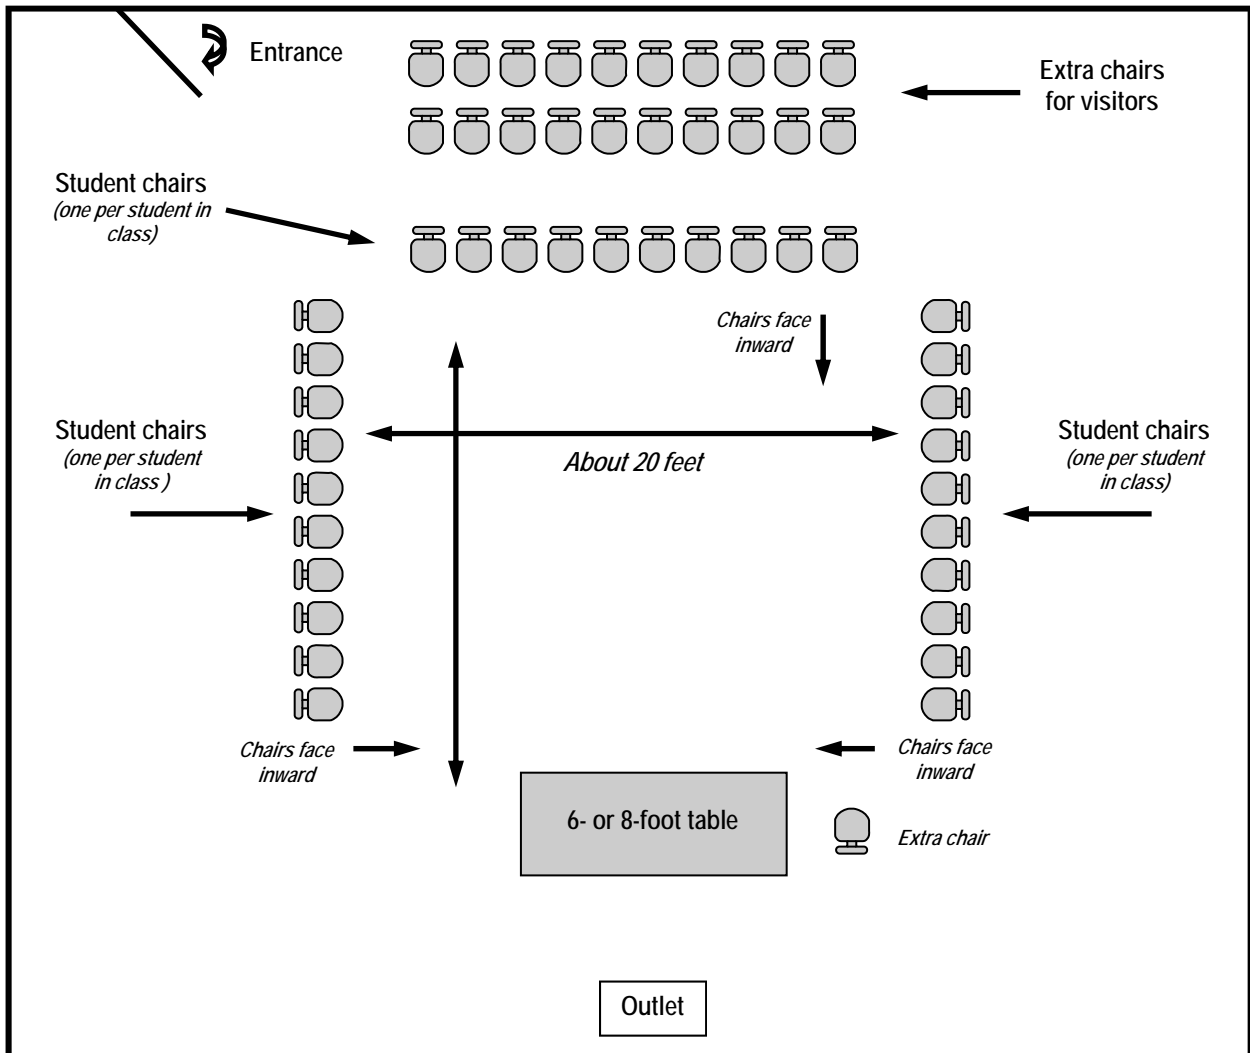 Entrance
Extra chairs
for visitors
Student chairs
(one per student in
class)
Chairs face
inward
Student chairs
(one per student
in class )
About 20 feet
Student chairs
(one per student
in class)
Chairs face
inward
Chairs face
inward
6- or 8-foot table
Extra chair
Outlet